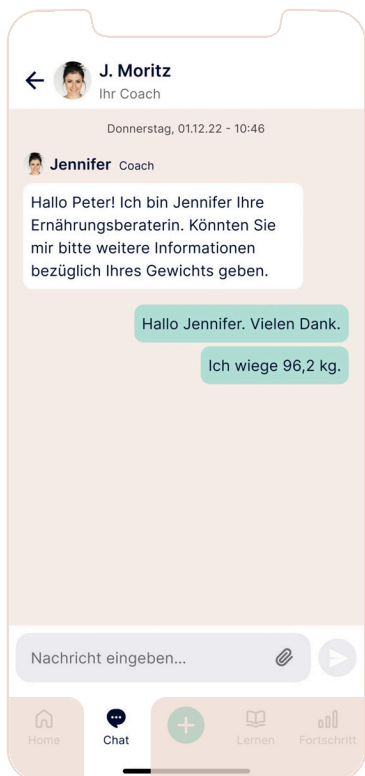 J. Moritz
Ihr Coach
Donnerstag, 01.12.22 - 10:46
Jennifer Coach
Hallo Peter! Ich bin Jennifer Ihre
Ernährungsberaterin. Könnten Sie
mir bitte weitere Informationen
bezüglich Ihres Gewichts geben.
Hallo Jennifer. Vielen Dank.
Ich wiege 96,2 kg.
Nachricht eingeben...
Home Chat Lernen Fortschritt